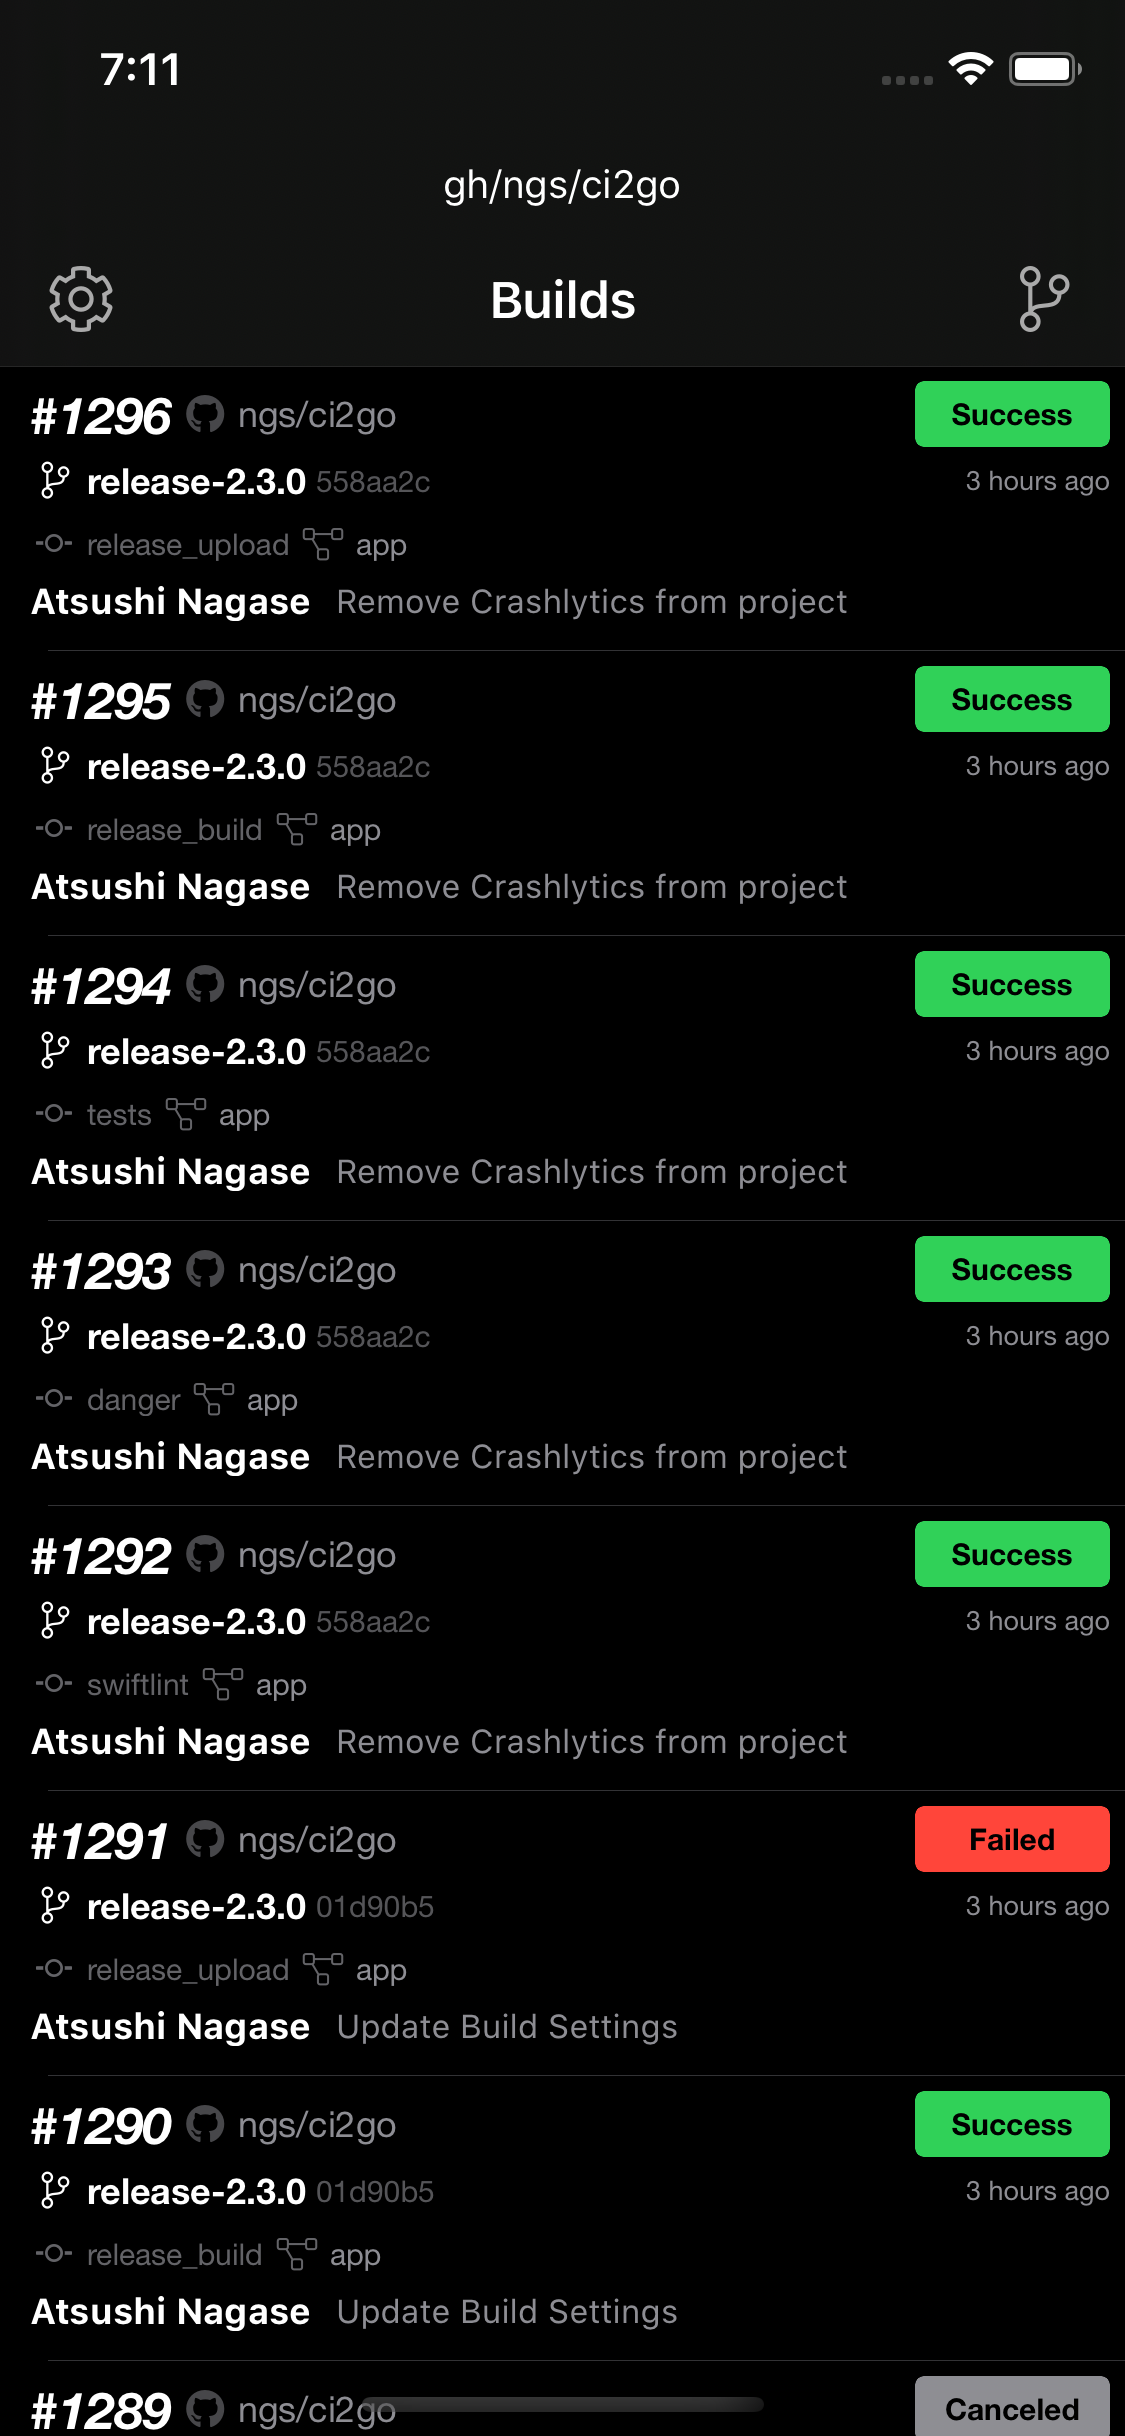 7:11
gh/ngs/ci2go
Builds
#1296 ngs/ci2go Success
release-2.3.0 558aa2c 3 hours ago
release_upload app
Atsushi Nagase Remove Crashlytics from project
#1295 ngs/ci2go Success
release-2.3.0 558aa2c 3 hours ago
release_build app
Atsushi Nagase Remove Crashlytics from project
#1294 ngs/ci2go Success
release-2.3.0 558aa2c 3 hours ago
tests app
Atsushi Nagase Remove Crashlytics from project
#1293 ngs/ci2go Success
release-2.3.0 558aa2c 3 hours ago
danger app
Atsushi Nagase Remove Crashlytics from project
#1292 ngs/ci2go Success
release-2.3.0 558aa2c 3 hours ago
swiftlint app
Atsushi Nagase Remove Crashlytics from project
#1291 ngs/ci2go Failed
release-2.3.0 01d90b5 3 hours ago
release_upload app
Atsushi Nagase Update Build Settings
#1290 ngs/ci2go Success
release-2.3.0 01d90b5 3 hours ago
release_build app
Atsushi Nagase Update Build Settings
#1289 ngs/ci2go Canceled